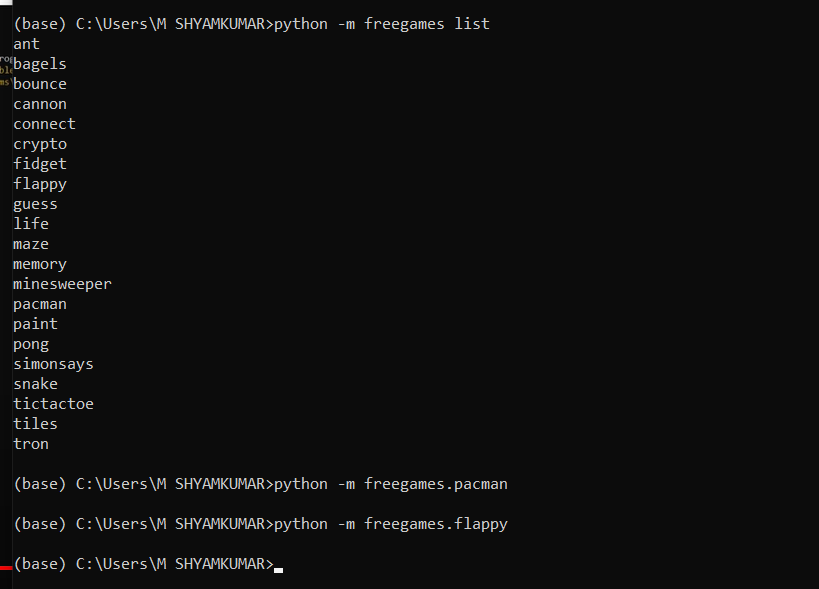 (base) C:\Users\M SHYAMKUMAR>python -m freegames list
ant
bagels
bounce
cannon
connect
crypto
fidget
flappy
guess
life
maze
memory
minesweeper
pacman
paint
pong
simonsays
snake
tictactoe
tiles
tron
(base) C:\Users\M SHYAMKUMAR>python -m freegames.pacman
(base) C:\Users\M SHYAMKUMAR>python -m freegames.flappy
(base) C:\Users\M SHYAMKUMAR>